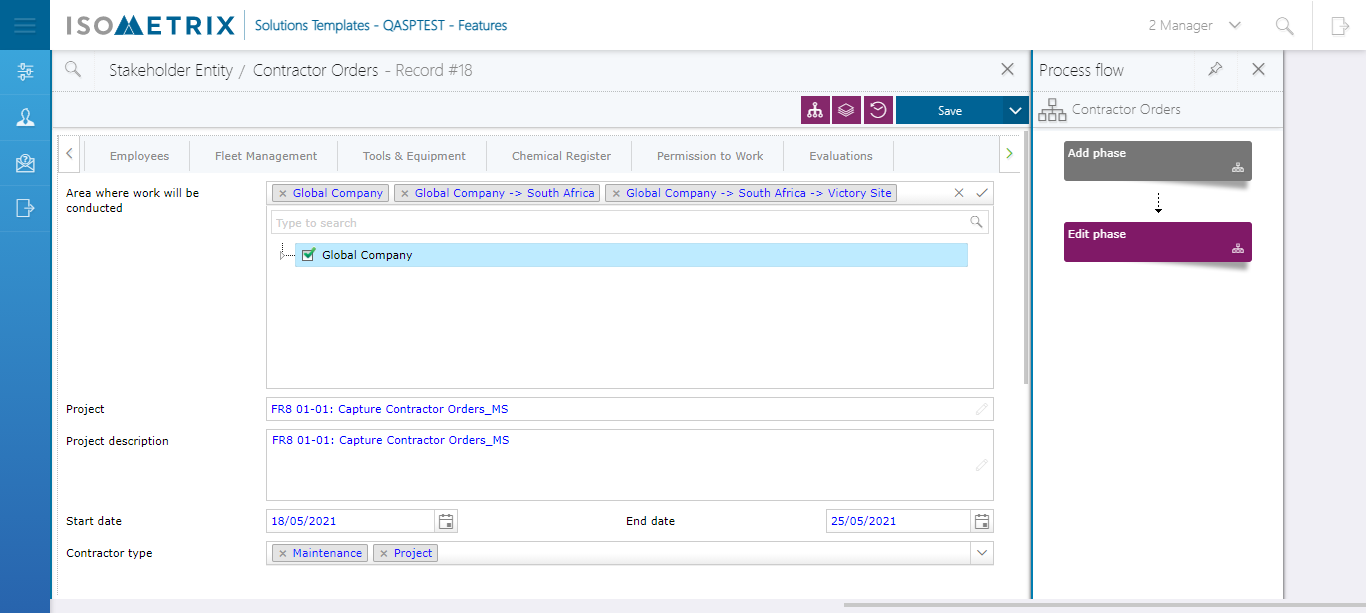 ISOMETRIX Solutions Templates - QASPTEST - Features 2 Manager
Stakeholder Entity / Contractor Orders - Record #18
Save
Employees Fleet Management Tools & Equipment Chemical Register Permission to Work Evaluations
Area where work will be
conducted
× Global Company × Global Company -> South Africa × Global Company -> South Africa -> Victory Site
Type to search
Global Company
Project FR8 01-01: Capture Contractor Orders_MS
Project description FR8 01-01: Capture Contractor Orders_MS
Start date 18/05/2021 End date 25/05/2021
Contractor type × Maintenance × Project
Process flow
Contractor Orders
Add phase
Edit phase